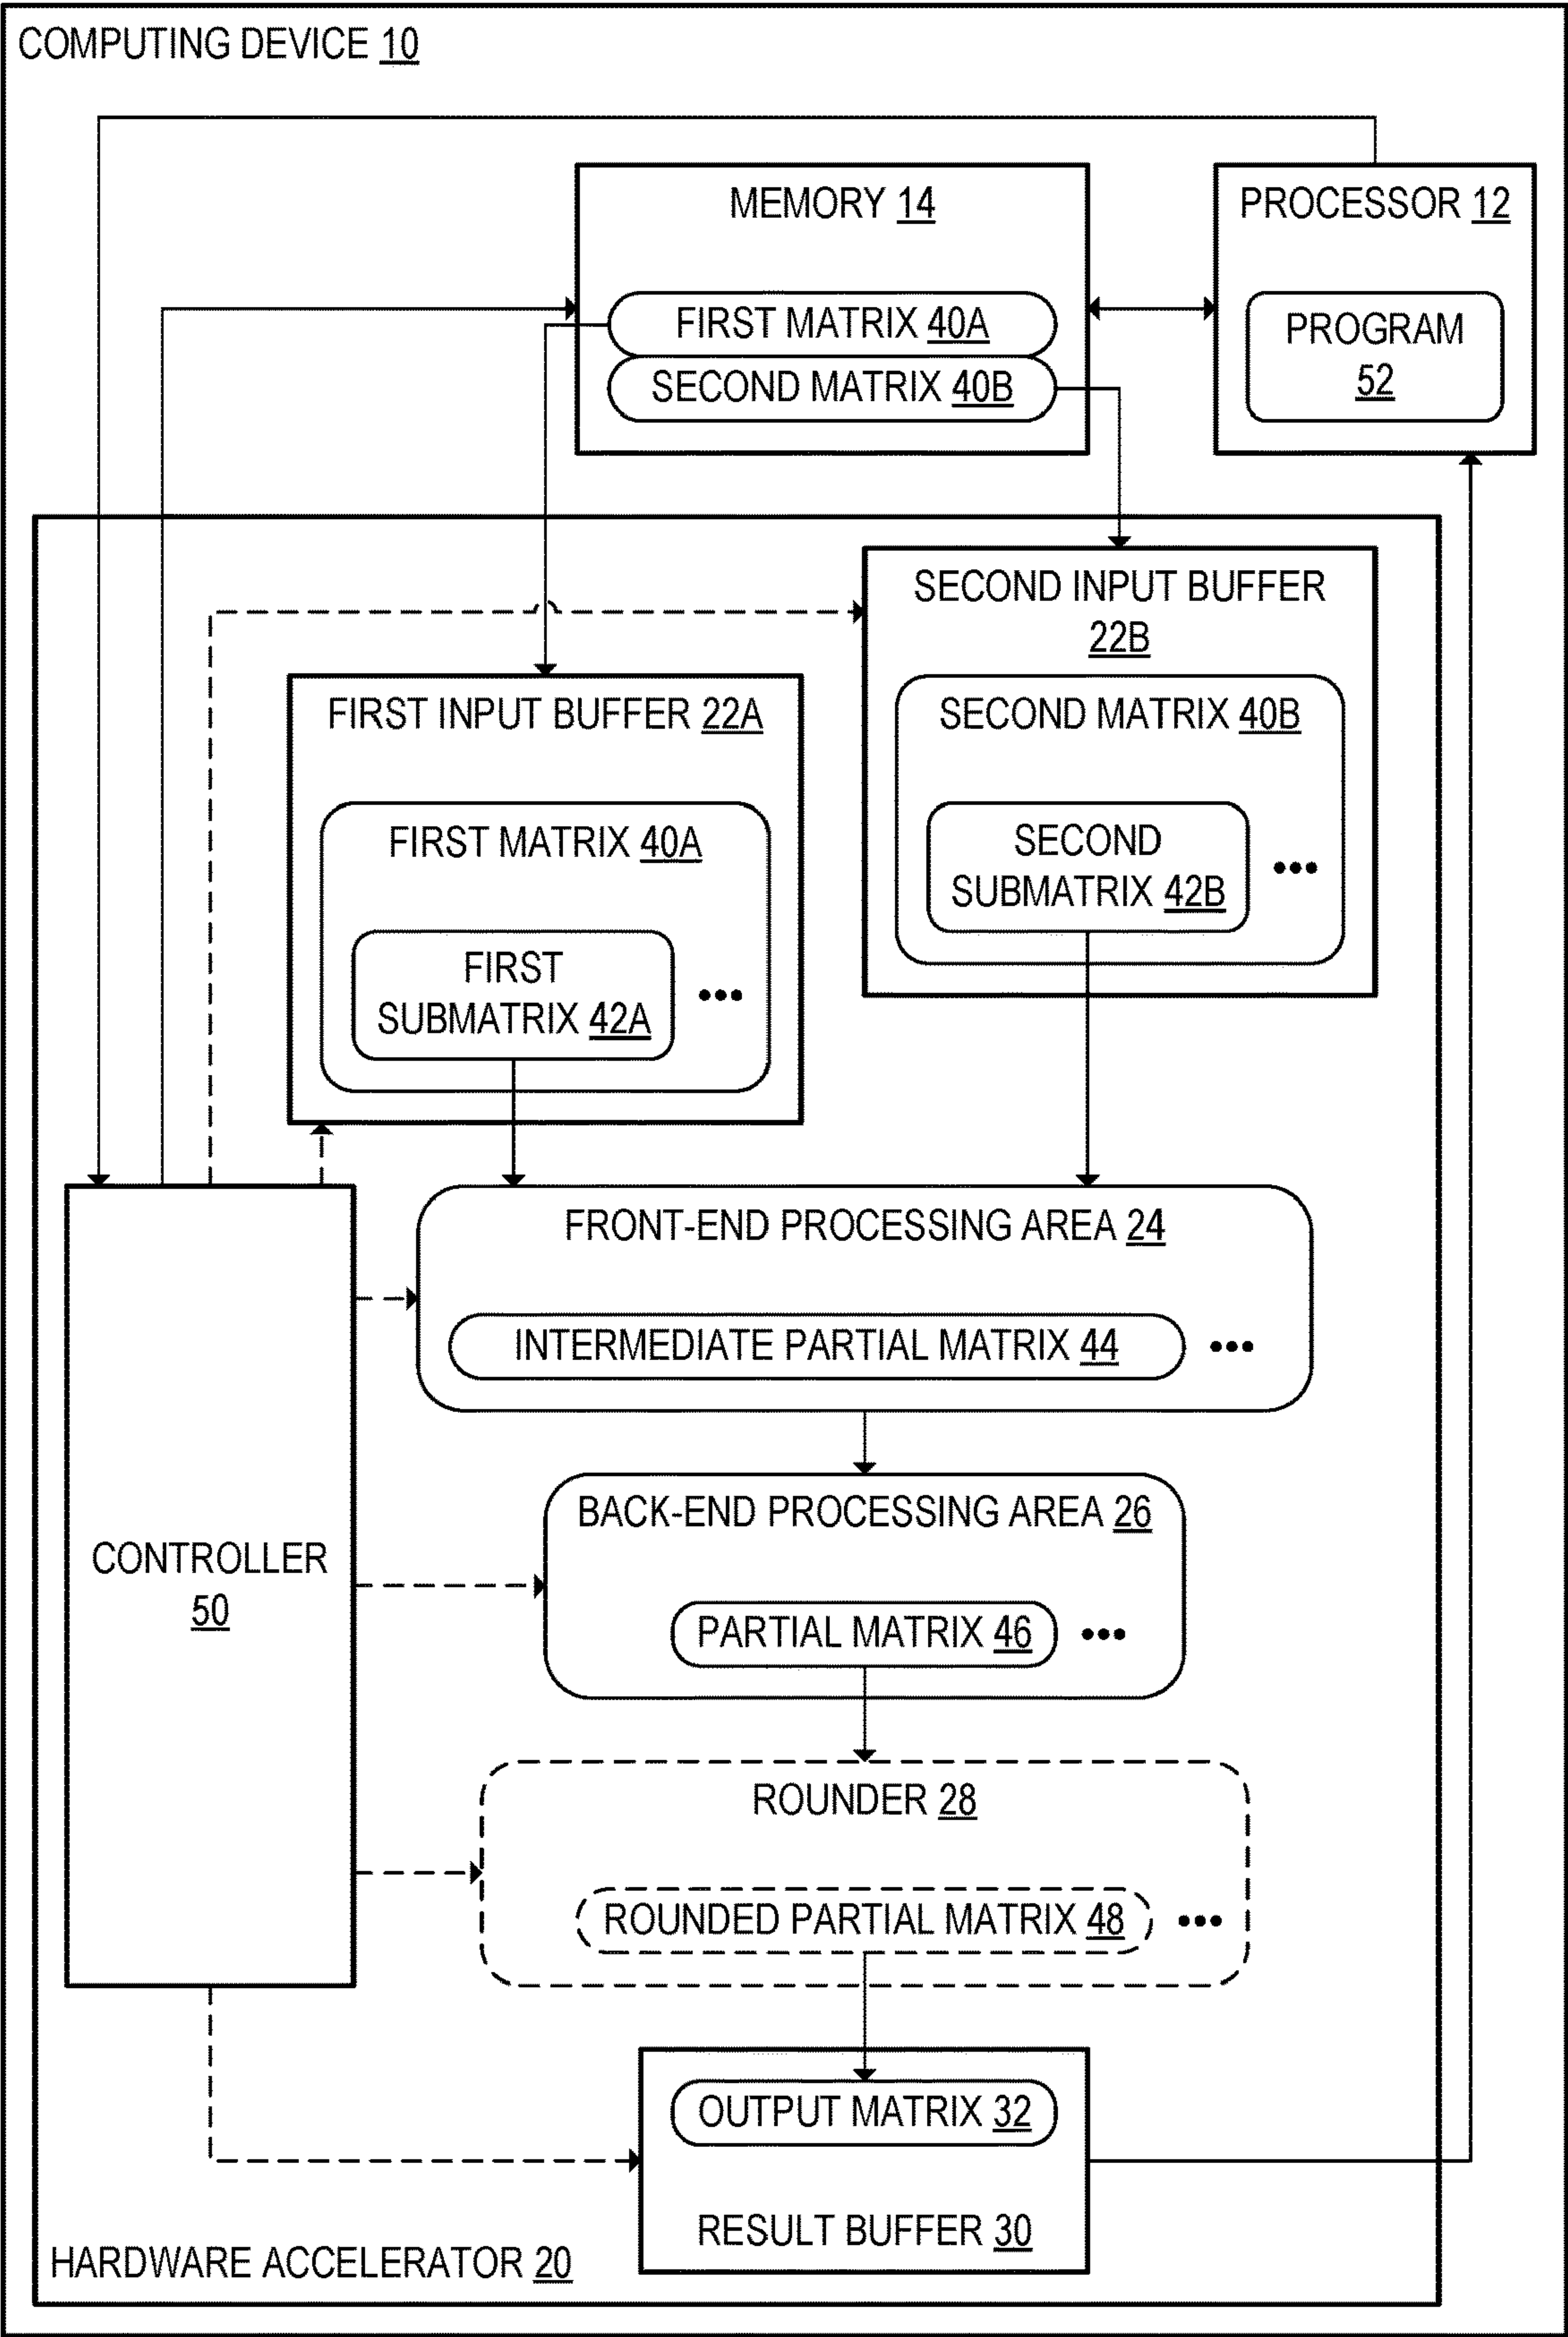 COMPUTING DEVICE 10
MEMORY 14
PROCESSOR 12
FIRST MATRIX 40A
SECOND MATRIX 40B
PROGRAM
52
SECOND INPUT BUFFER
22B
FIRST INPUT BUFFER 22A
SECOND MATRIX 40B
FIRST MATRIX 40A
SECOND
SUBMATRIX 42B
•••
FIRST
SUBMATRIX 42A
•••
FRONT-END PROCESSING AREA 24
INTERMEDIATE PARTIAL MATRIX 44
•••
BACK-END PROCESSING AREA 26
CONTROLLER
50
PARTIAL MATRIX 46
•••
ROUNDER 28
ROUNDED PARTIAL MATRIX 48
•••
OUTPUT MATRIX 32
RESULT BUFFER 30
HARDWARE ACCELERATOR 20